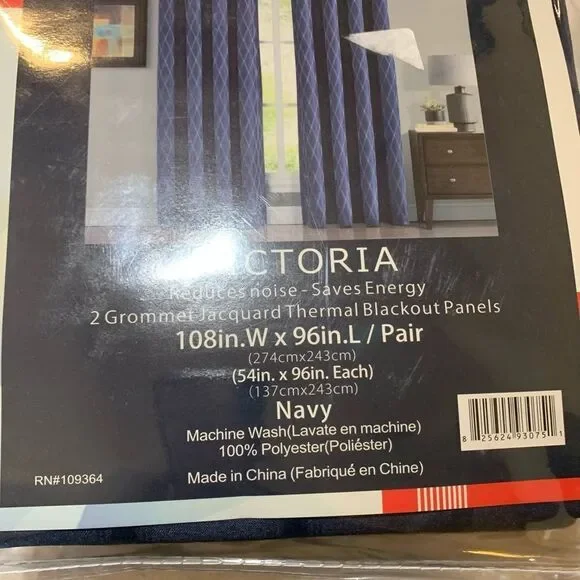 VICTORIA
Reduces noise - Saves Energy
2 Grommet Jacquard Thermal Blackout Panels
108in.W x 96in.L / Pair
(274cmx243cm)
(54in. x 96in. Each)
(137cmx243cm)
Navy
Machine Wash(Lavate en machine)
100% Polyester(Poliéster)
Made in China (Fabriqué en Chine)
RN#109364
8 25624 93075 1